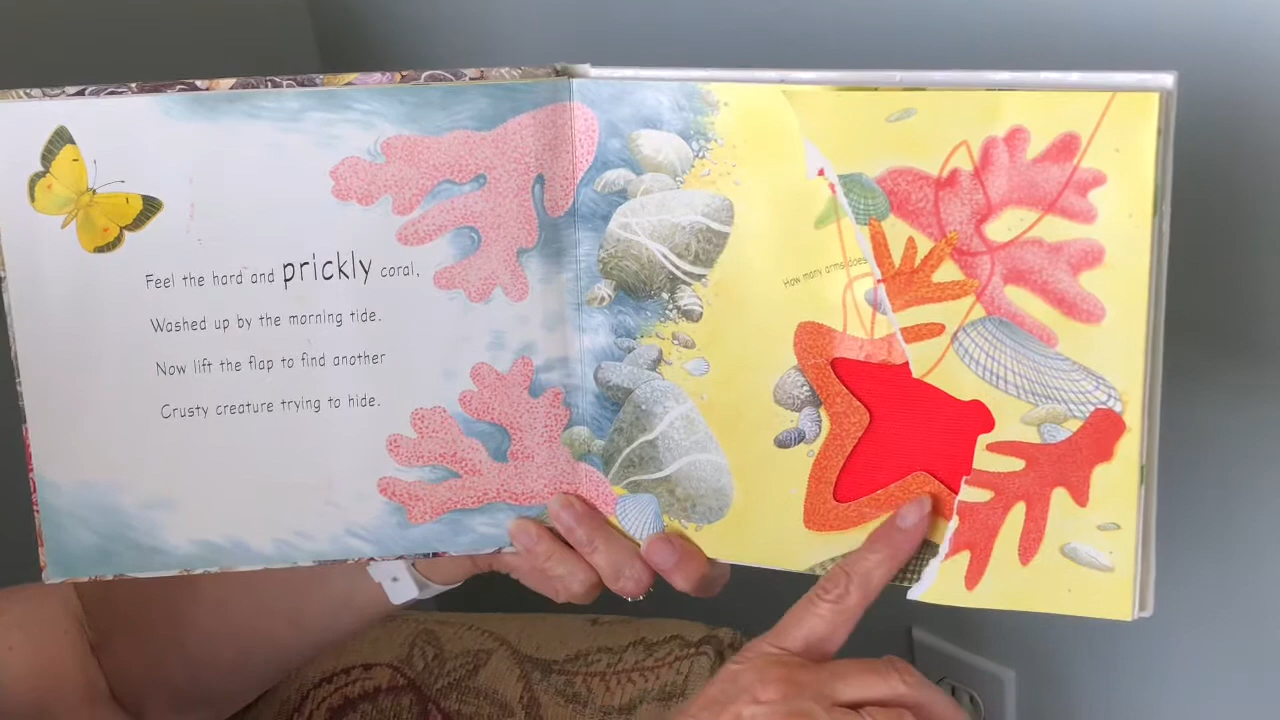 Feel the hard and prickly coral,
Washed up by the morning tide.
Now lift the flap to find another
Crusty creature trying to hide.
How many arms does